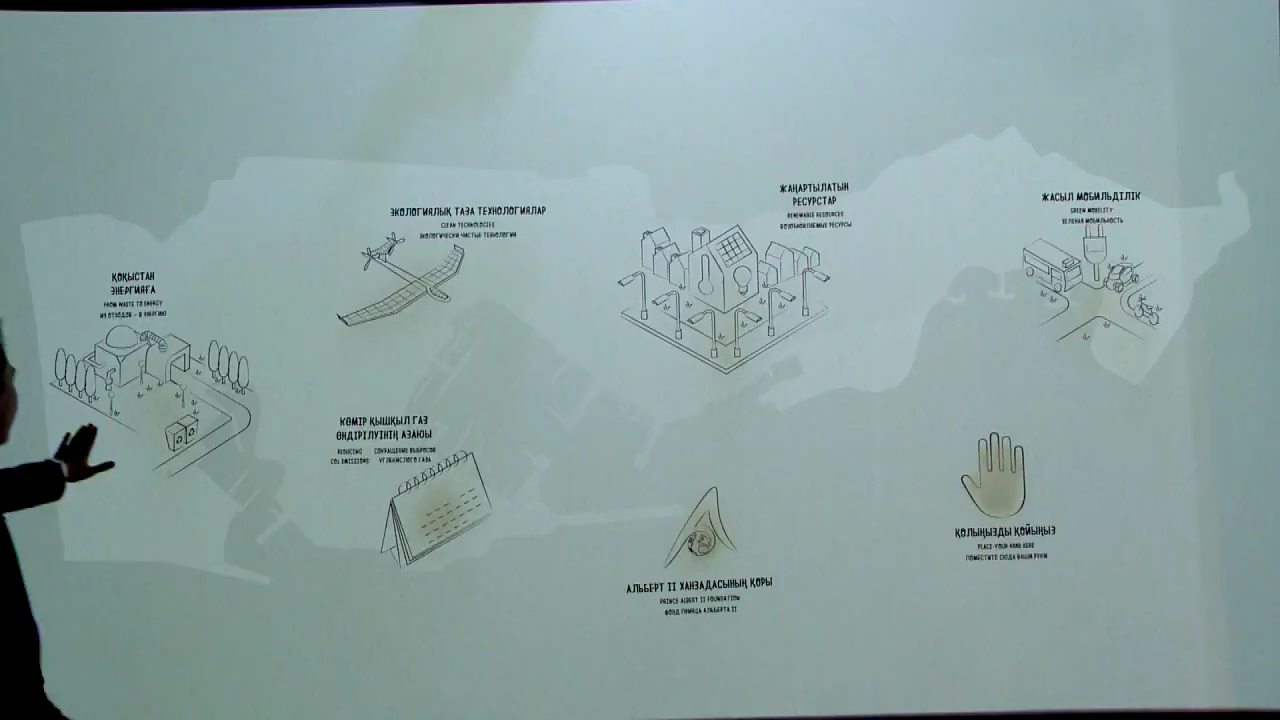 ҚОҚЫСТАН
ЭНЕРГИЯҒА
FROM WASTE TO ENERGY
ИЗ ОТХОДОВ - В ЭНЕРГИЮ
ЭКОЛОГИЯЛЫҚ ТАЗА ТЕХНОЛОГИЯЛАР
CLEAN TECHNOLOGIES
ЭКОЛОГИЧЕСКИ ЧИСТЫЕ ТЕХНОЛОГИИ
ЖАҢАРТЫЛАТЫН
РЕСУРСТАР
RENEWABLE RESOURCES
ВОЗОБНОВЛЯЕМЫЕ РЕСУРСЫ
ЖАСЫЛ МОБИЛЬДІЛІК
GREEN MOBILITY
ЗЕЛЕНАЯ МОБИЛЬНОСТЬ
КӨМІР ҚЫШҚЫЛ ГАЗ
ӨНДІРІЛУІНІҢ АЗАЮЫ
REDUCING
CO2 EMISSIONS
СОКРАЩЕНИЕ ВЫБРОСОВ
УГЛЕКИСЛОГО ГАЗА
АЛЬБЕРТ II ХАНЗАДАСЫНЫҢ ҚОРЫ
PRINCE ALBERT II FOUNDATION
ФОНД ПРИНЦА АЛЬБЕРТА II
ҚОЛЫҢЫЗДЫ ҚОЙЫҢЫЗ
PLACE YOUR HAND HERE
ПОМЕСТИТЕ СЮДА ВАШИ РУКИ